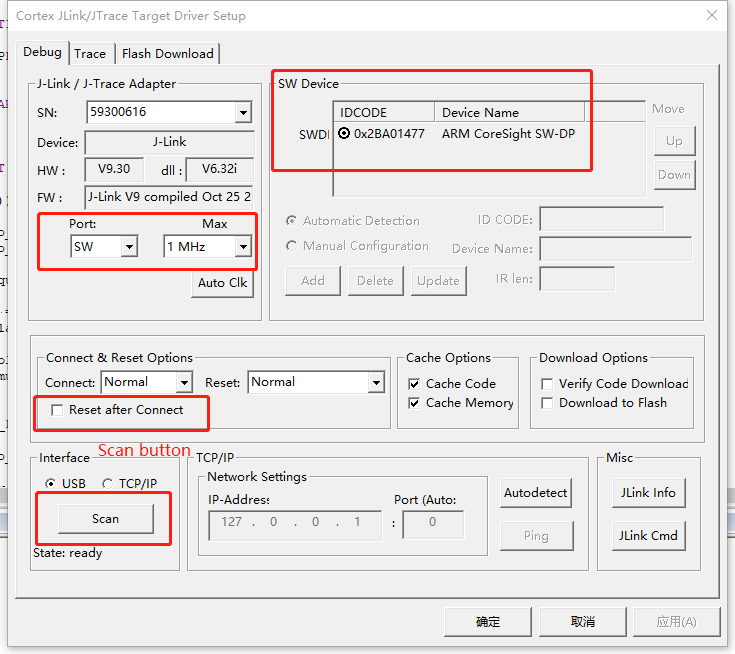 Cortex JLink/JTrace Target Driver Setup
Debug Trace Flash Download
J-Link / J-Trace Adapter
SN: 59300616
Device: J-Link
HW : V9.30 dll : V6.32i
FW : J-Link V9 compiled Oct 25 2
Port: Max
SW 1 MHz
Auto Clk
SW Device
IDCODE Device Name
SWDI 0x2BA01477 ARM CoreSight SW-DP
Move
Up
Down
Automatic Detection
Manual Configuration
ID CODE:
Device Name:
Add Delete Update
IR len:
Connect & Reset Options
Connect: Normal Reset: Normal
Reset after Connect
Cache Options
Cache Code
Cache Memory
Download Options
Verify Code Download
Download to Flash
Scan button
Interface
USB TCP/IP
Scan
State: ready
TCP/IP
Network Settings
IP-Address Port (Auto:
127 . 0 . 0 . 1 : 0
Autodetect
Ping
Misc
JLink Info
JLink Cmd
确定 取消 应用(A)